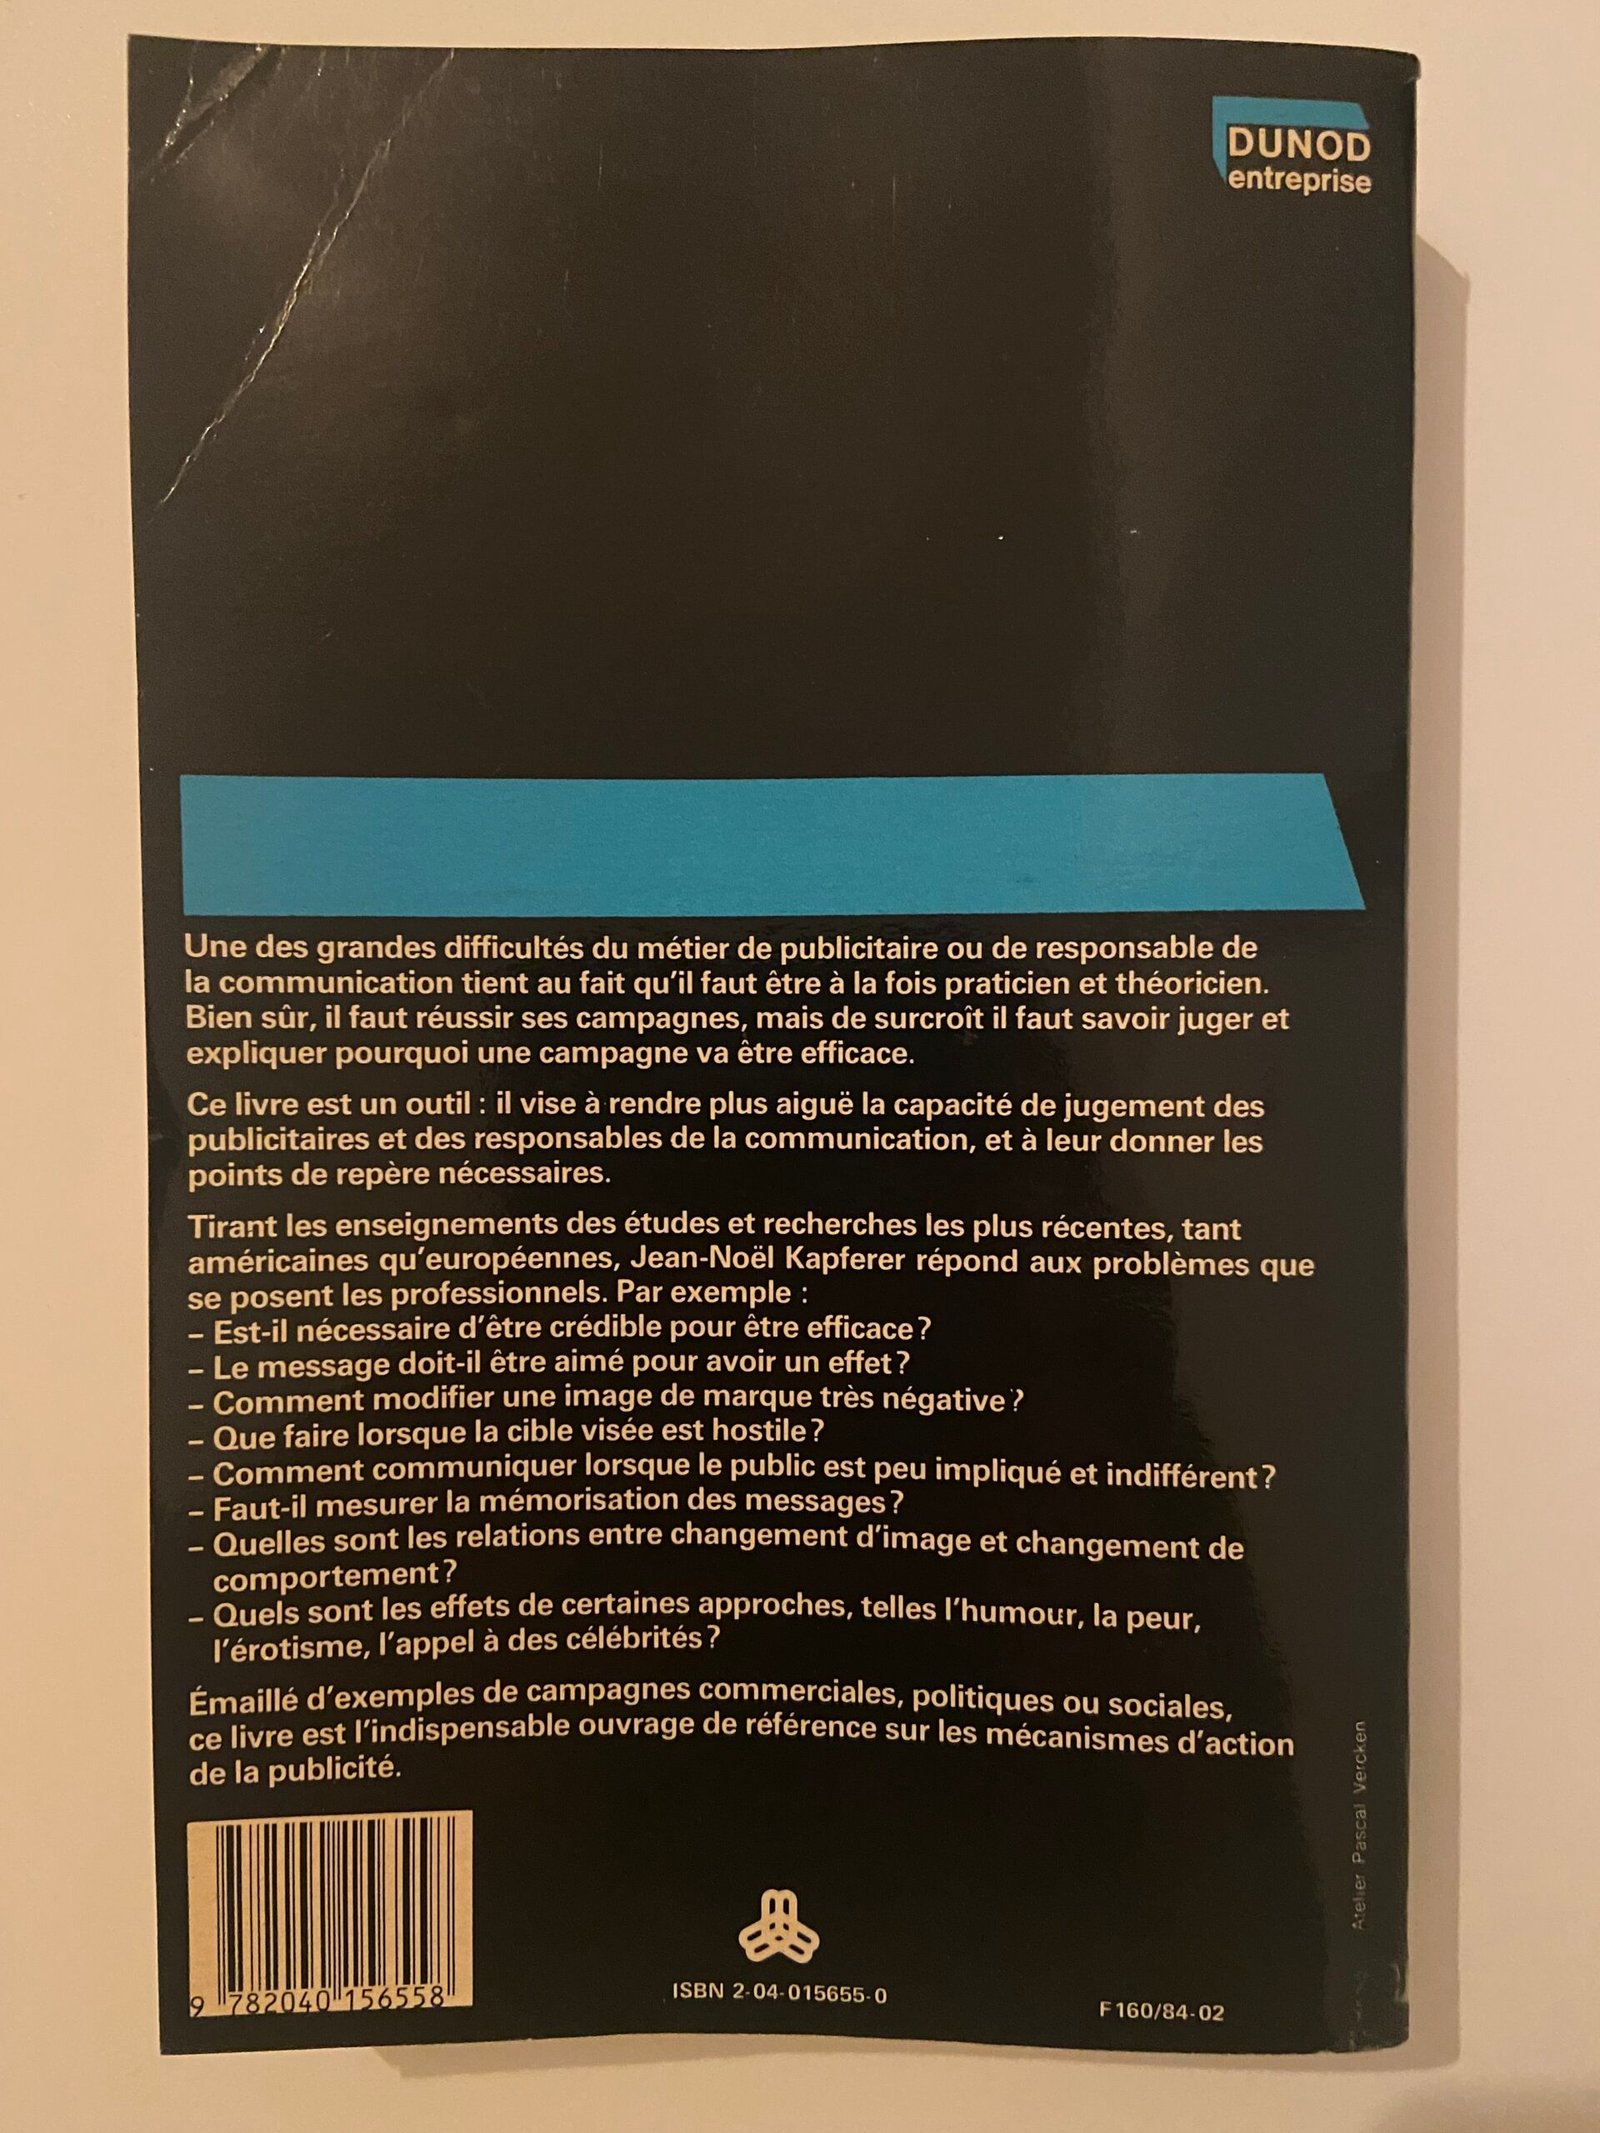 DUNOD
entreprise
Une des grandes difficultés du métier de publicitaire ou de responsable de
la communication tient au fait qu'il faut être à la fois praticien et théoricien.
Bien sûr, il faut réussir ses campagnes, mais de surcroît il faut savoir juger et
expliquer pourquoi une campagne va être efficace.
Ce livre est un outil : il vise à rendre plus aiguë la capacité de jugement des
publicitaires et des responsables de la communication, et à leur donner les
points de repère nécessaires.
Tirant les enseignements des études et recherches les plus récentes, tant
américaines qu'européennes, Jean-Noël Kapferer répond aux problèmes que
se posent les professionnels. Par exemple :
– Est-il nécessaire d'être crédible pour être efficace?
– Le message doit-il être aimé pour avoir un effet?
– Comment modifier une image de marque très négative?
– Que faire lorsque la cible visée est hostile?
– Comment communiquer lorsque le public est peu impliqué et indifférent?
– Faut-il mesurer la mémorisation des messages?
– Quelles sont les relations entre changement d'image et changement de
comportement?
– Quels sont les effets de certaines approches, telles l'humour, la peur,
l'érotisme, l'appel à des célébrités?
Émaillé d'exemples de campagnes commerciales, politiques ou sociales,
ce livre est l'indispensable ouvrage de référence sur les mécanismes d'action
de la publicité.
Atelier Pascal Vercken
9 782040 156558
ISBN 2-04-015655-0
F 160/84-02